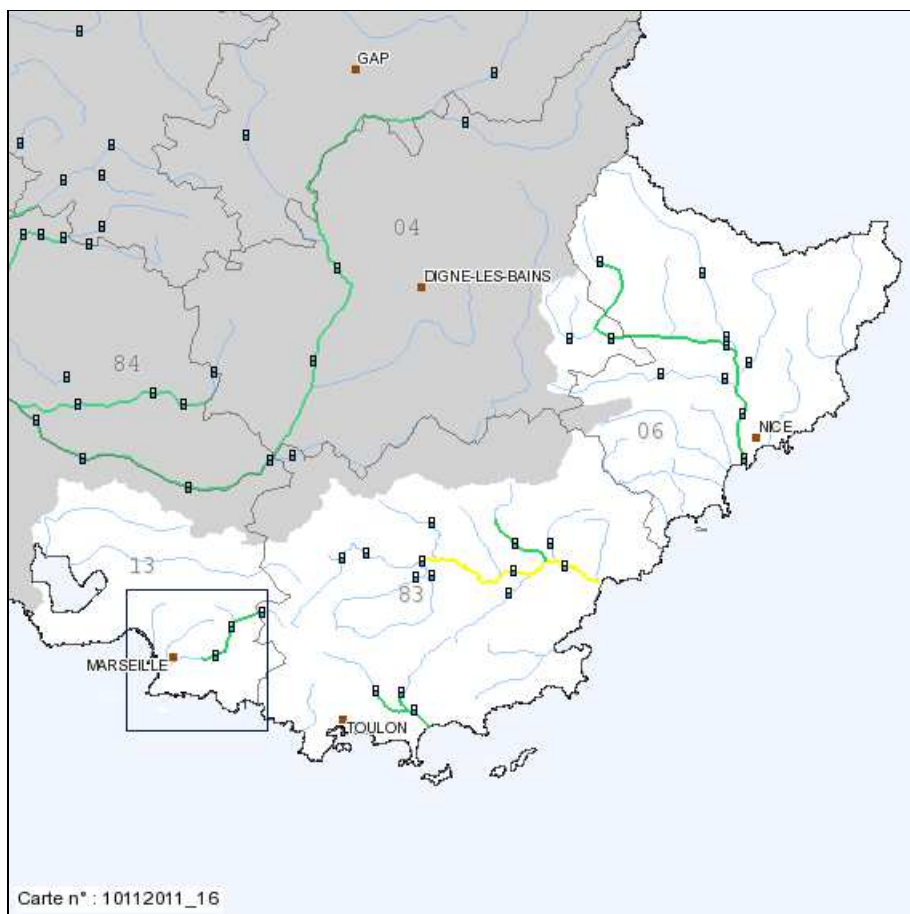 GAP
04
DIGNE-LES-BAINS
84
06
NICE
13
83
MARSEILLE
TOULON
Carte n° : 10112011_16